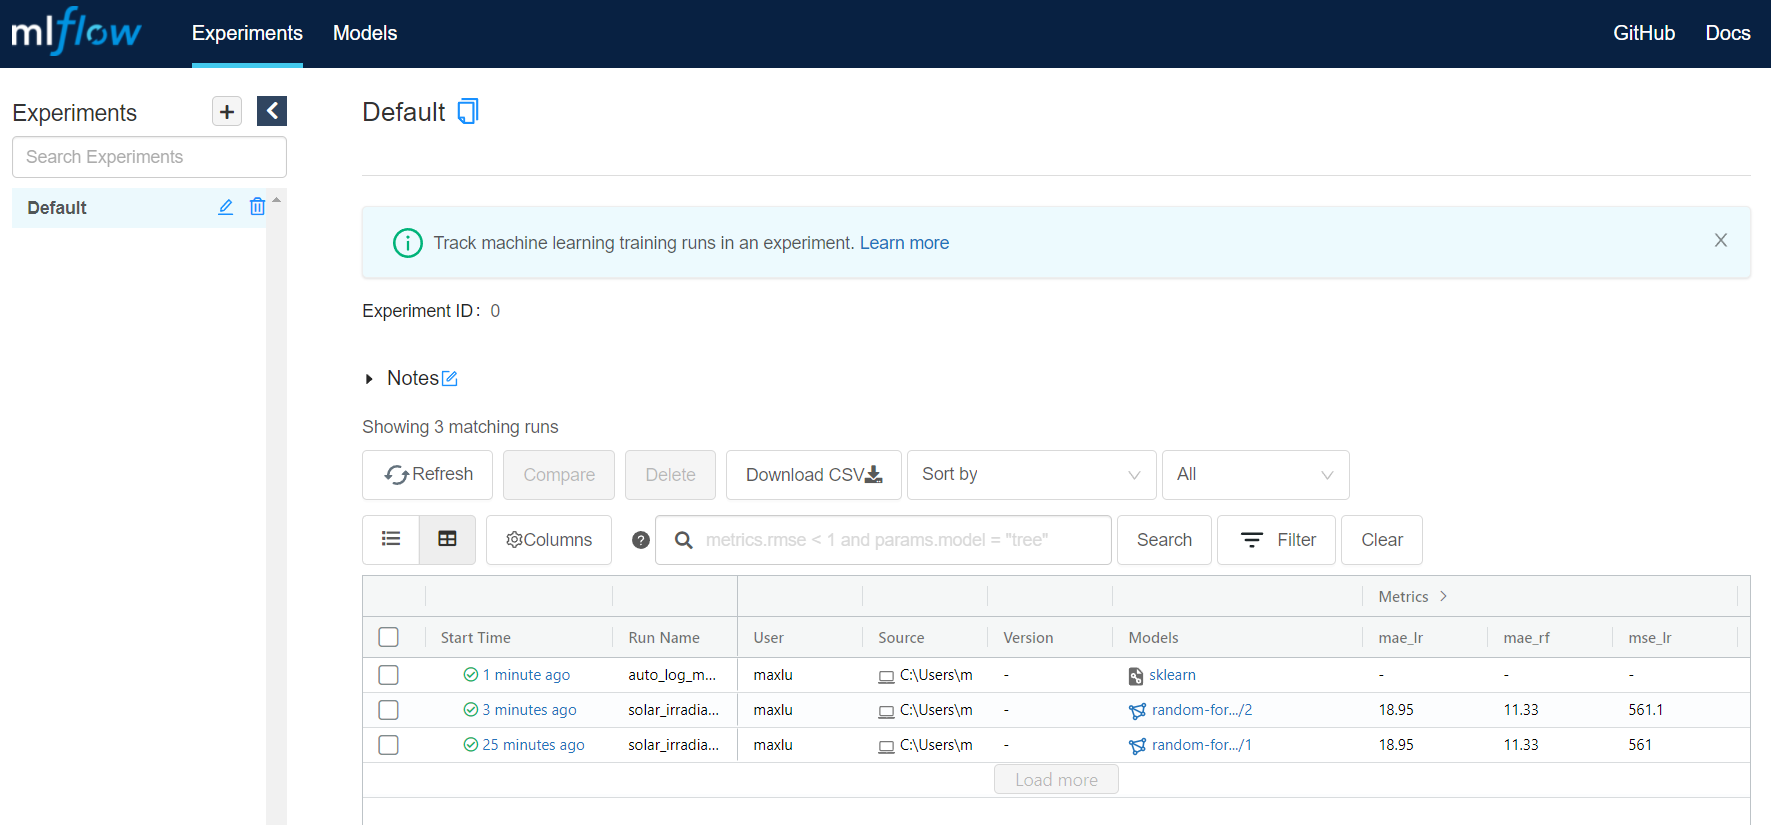 mlflow Experiments Models GitHub Docs
Experiments
Search Experiments
Default
Default
Track machine learning training runs in an experiment. Learn more
Experiment ID: 0
Notes
Showing 3 matching runs
Refresh Compare Delete Download CSV Sort by All
Columns ? metrics.rmse < 1 and params.model = "tree" Search Filter Clear
Metrics >
Start Time Run Name User Source Version Models mae_lr mae_rf mse_lr
1 minute ago auto_log_m... maxlu C:\Users\m - sklearn - - -
3 minutes ago solar_irradia... maxlu C:\Users\m - random-for.../2 18.95 11.33 561.1
25 minutes ago solar_irradia... maxlu C:\Users\m - random-for.../1 18.95 11.33 561
Load more